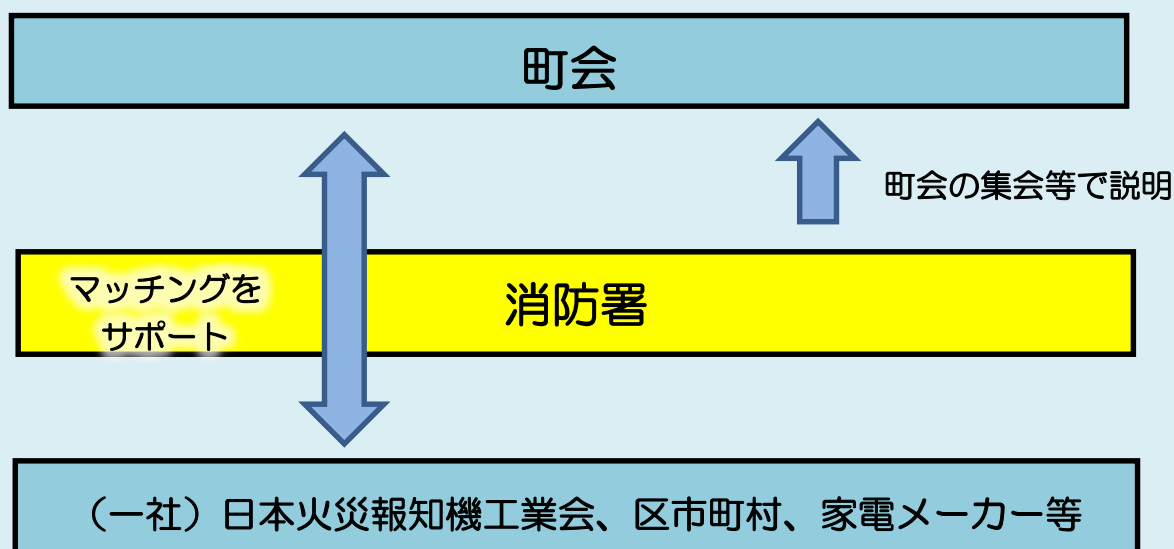 町会
町会の集会等で説明
マッチングを
サポート
消防署
（一社）日本火災報知機工業会、区市町村、家電メーカー等